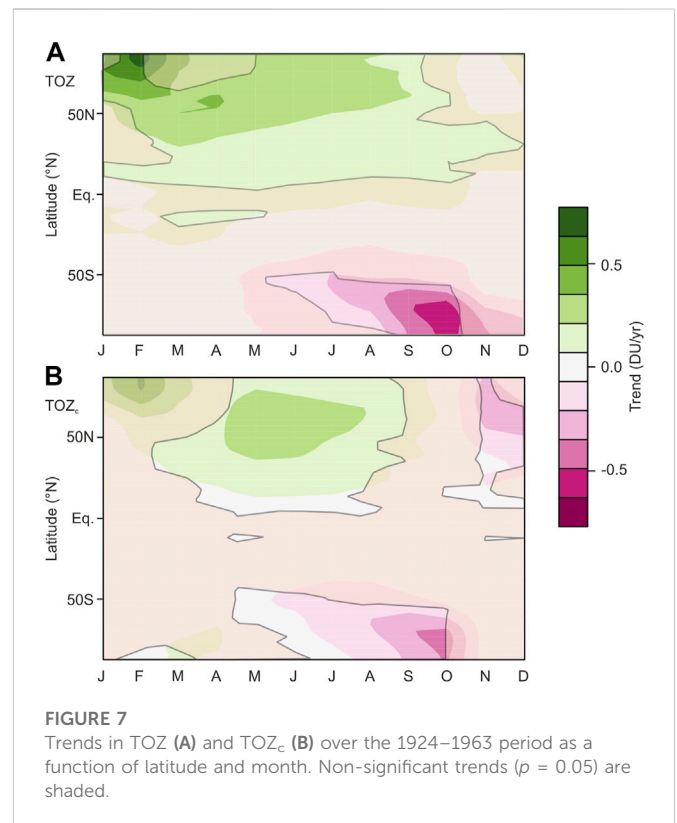 A
TOZ
50N
Eq.
50S
Latitude (°N)
J F M A M J J A S O N D
B
TOZc
50N
Eq.
50S
Latitude (°N)
J F M A M J J A S O N D
0.5
0.0
-0.5
Trend (DU/yr)
FIGURE 7
Trends in TOZ (A) and TOZc (B) over the 1924–1963 period as a
function of latitude and month. Non-significant trends (p = 0.05) are
shaded.